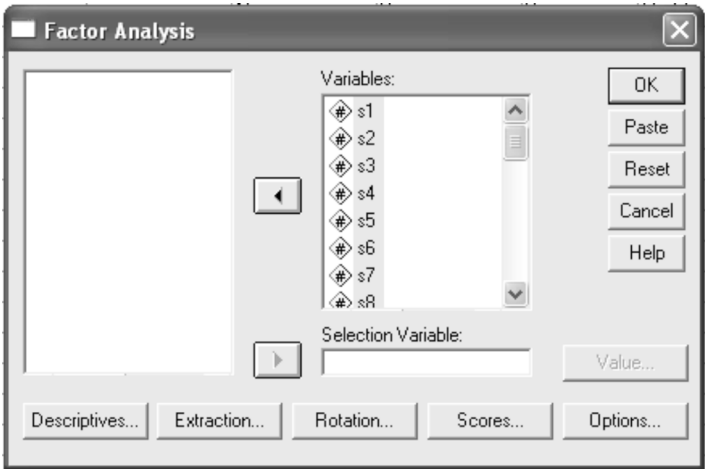 Factor Analysis
Variables:
# s1
# s2
# s3
# s4
# s5
# s6
# s7
# s8
OK
Paste
Reset
Cancel
Help
Selection Variable:
Value...
Descriptives...
Extraction...
Rotation...
Scores...
Options...